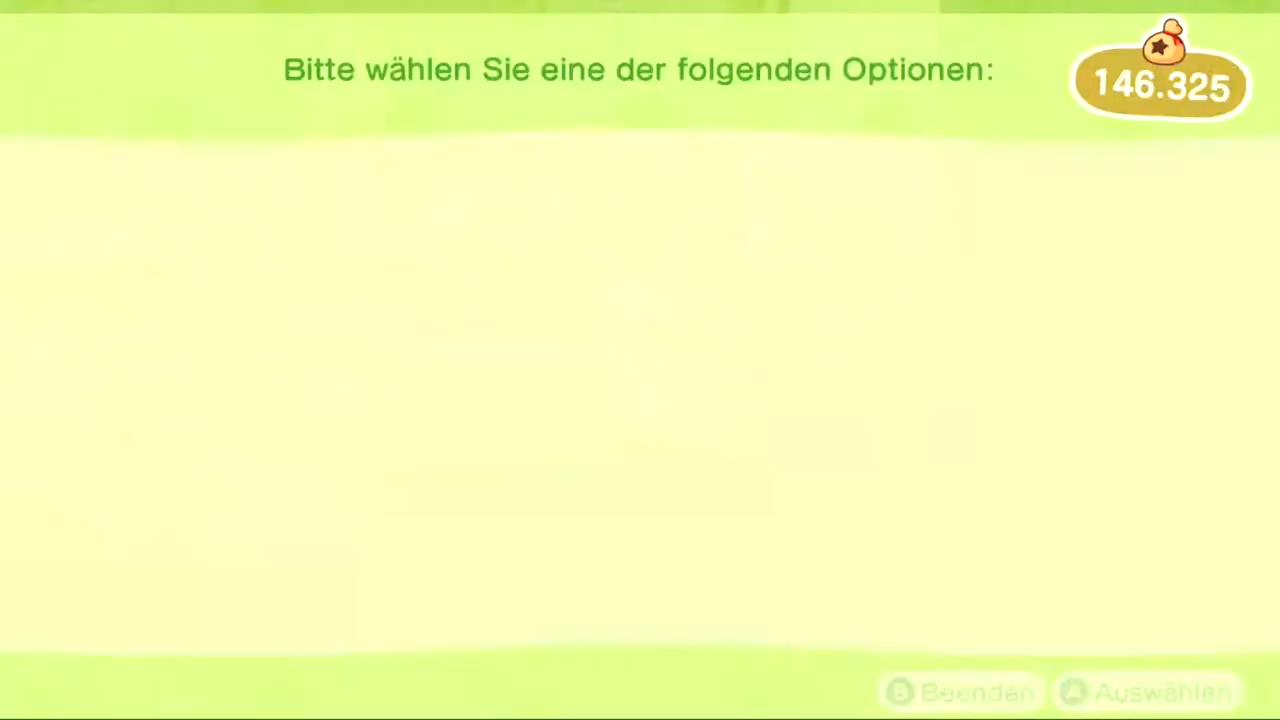 Bitte wählen Sie eine der folgenden Optionen:
146.325
B Beenden A Auswählen